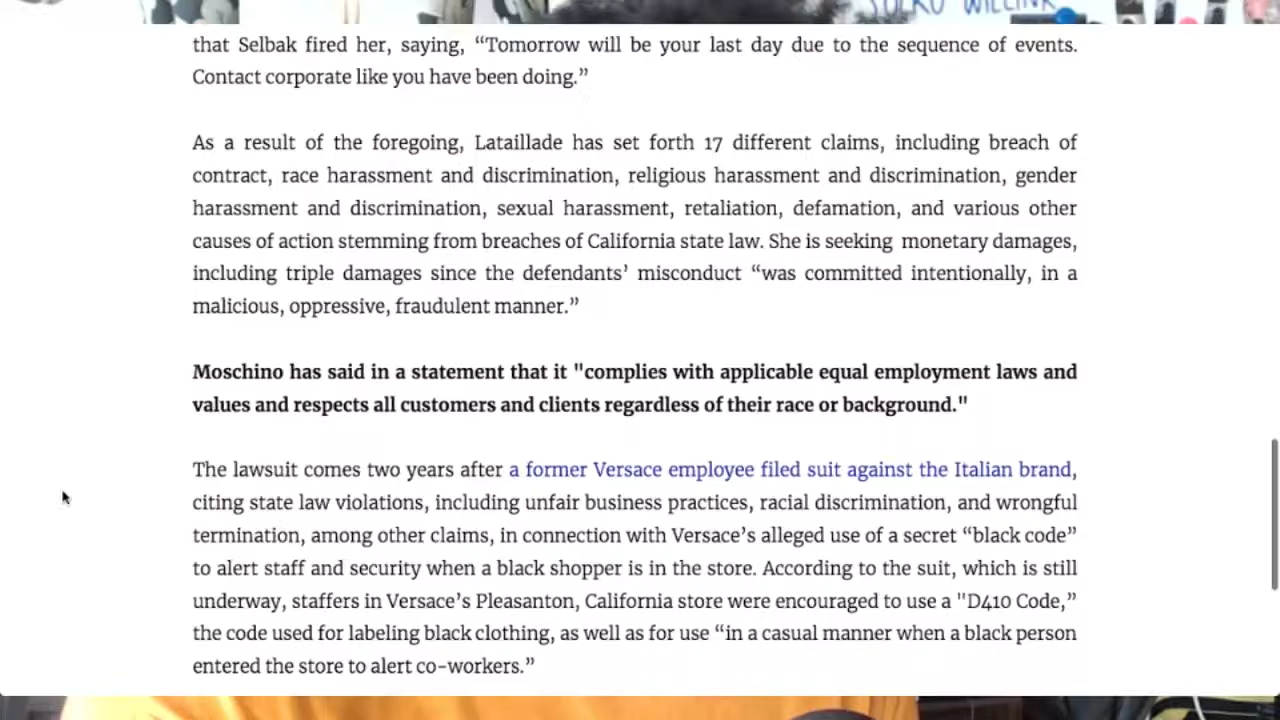 JOCKO WILLINK
that Selbak fired her, saying, “Tomorrow will be your last day due to the sequence of events.
Contact corporate like you have been doing.”
As a result of the foregoing, Lataillade has set forth 17 different claims, including breach of
contract, race harassment and discrimination, religious harassment and discrimination, gender
harassment and discrimination, sexual harassment, retaliation, defamation, and various other
causes of action stemming from breaches of California state law. She is seeking monetary damages,
including triple damages since the defendants’ misconduct “was committed intentionally, in a
malicious, oppressive, fraudulent manner.”
Moschino has said in a statement that it "complies with applicable equal employment laws and
values and respects all customers and clients regardless of their race or background."
The lawsuit comes two years after a former Versace employee filed suit against the Italian brand,
citing state law violations, including unfair business practices, racial discrimination, and wrongful
termination, among other claims, in connection with Versace’s alleged use of a secret “black code”
to alert staff and security when a black shopper is in the store. According to the suit, which is still
underway, staffers in Versace’s Pleasanton, California store were encouraged to use a "D410 Code,”
the code used for labeling black clothing, as well as for use “in a casual manner when a black person
entered the store to alert co-workers.”